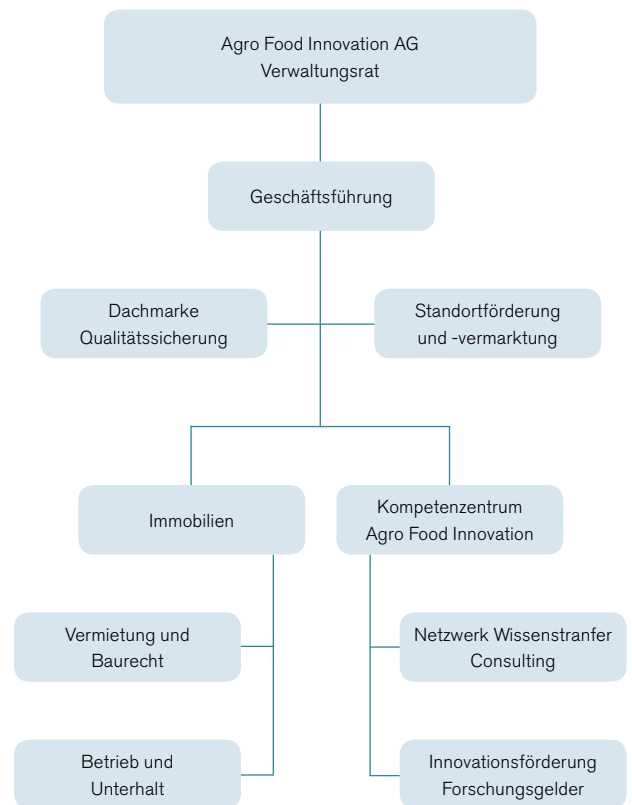 Agro Food Innovation AG
Verwaltungsrat
Geschäftsführung
Dachmarke
Qualitätssicherung
Standortförderung
und -vermarktung
Immobilien
Kompetenzentrum
Agro Food Innovation
Vermietung und
Baurecht
Netzwerk Wissenstranfer
Consulting
Betrieb und
Unterhalt
Innovationsförderung
Forschungsgelder